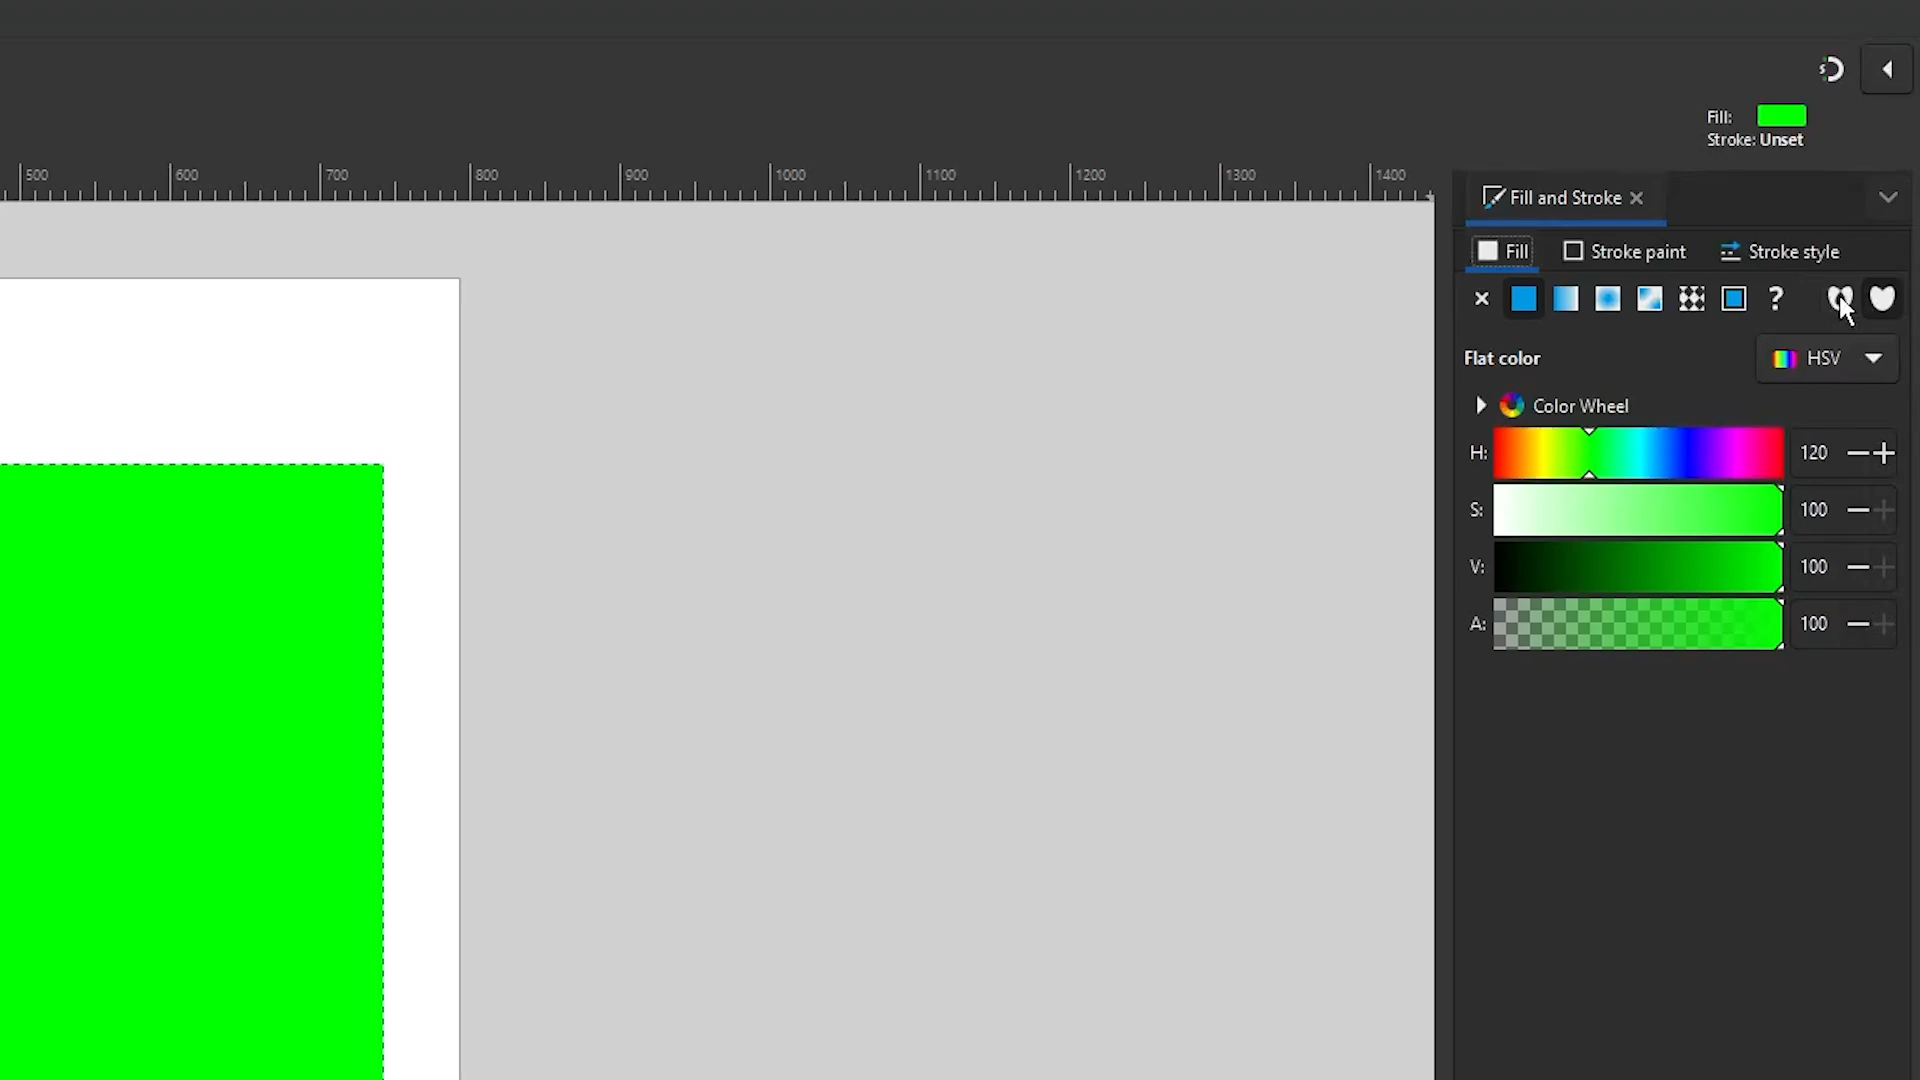 Fill:
Stroke: Unset
500 600 700 800 900 1000 1100 1200 1300 1400
Fill and Stroke
Fill Stroke paint Stroke style
?
Flat color HSV
Color Wheel
H: 120
S: 100
V: 100
A: 100